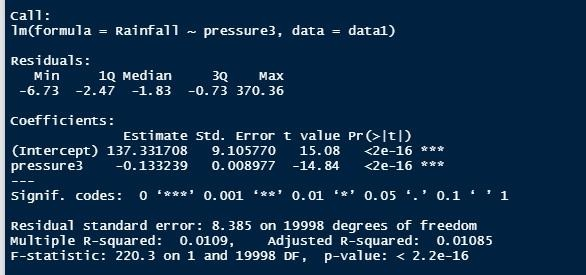 Call:
lm(formula = Rainfall ~ pressure3, data = data1)
Residuals:
Min 1Q Median 3Q Max
-6.73 -2.47 -1.83 -0.73 370.36
Coefficients:
Estimate Std. Error t value Pr(>|t|)
(Intercept) 137.331708 9.105770 15.08 <2e-16 ***
pressure3 -0.133239 0.008977 -14.84 <2e-16 ***
---
Signif. codes: 0 ‘***’ 0.001 ‘**’ 0.01 ‘*’ 0.05 ‘.’ 0.1 ‘ ’ 1
Residual standard error: 8.385 on 19998 degrees of freedom
Multiple R-squared: 0.0109, Adjusted R-squared: 0.01085
F-statistic: 220.3 on 1 and 19998 DF, p-value: < 2.2e-16